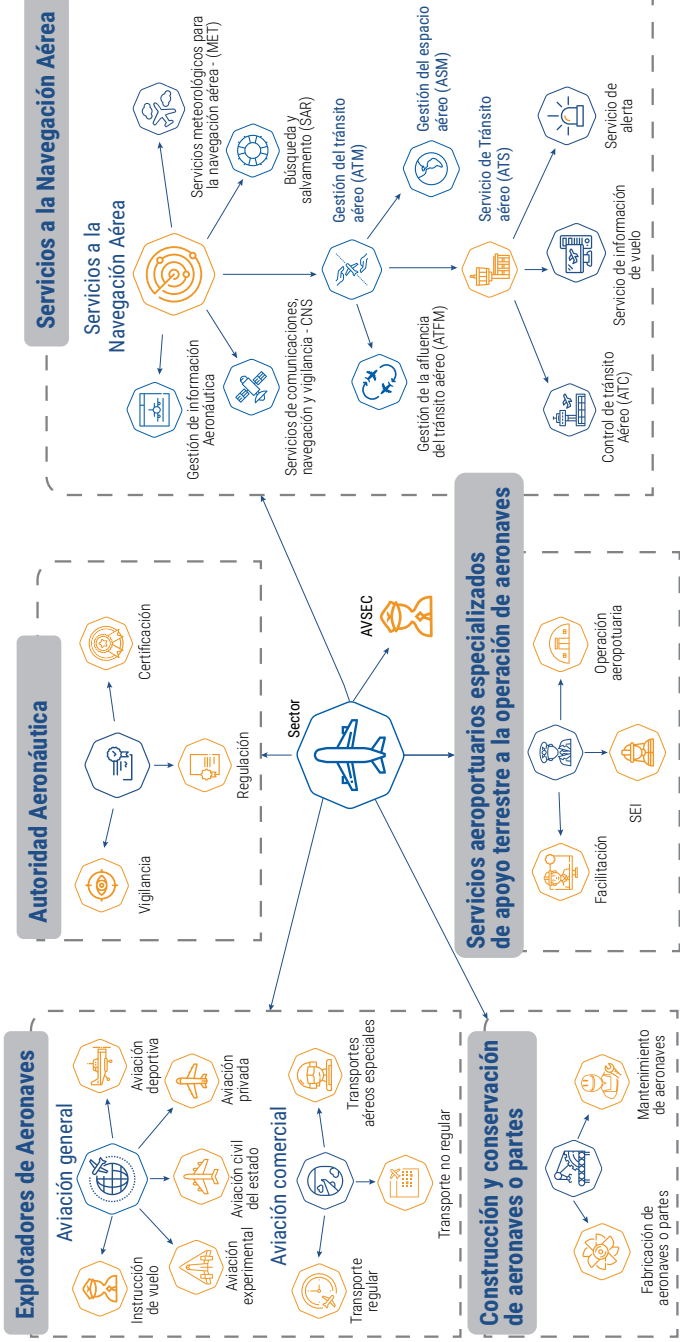 Explotadores de Aeronaves
Aviación general
Instrucción
de vuelo
Aviación
deportiva
Aviación
experimental
Aviación civil
del estado
Aviación
privada
Aviación comercial
Transporte
regular
Transportes
aéreos especiales
Transporte no regular
Construcción y conservación
de aeronaves o partes
Fabricación de
aeronaves o partes
Mantenimiento
de aeronaves
Autoridad Aeronáutica
Vigilancia
Certificación
Regulación
Sector
AVSEC
Servicios aeroportuarios especializados
de apoyo terrestre a la operación de aeronaves
Facilitación
SEI
Operación
aeropotuaria
Servicios a la Navegación Aérea
Servicios a la
Navegación Aérea
Gestión de información
Aeronáutica
Servicios meteorológicos para
la navegación aérea - (MET)
Servicios de comunicaciones,
navegación y vigilancia - CNS
Búsqueda y
salvamento (SAR)
Gestión del tránsito
aéreo (ATM)
Gestión de la afluencia
del tránsito aéreo (ATFM)
Gestión del espacio
aéreo (ASM)
Servicio de Tránsito
aéreo (ATS)
Control de tránsito
Aéreo (ATC)
Servicio de información
de vuelo
Servicio de
alerta